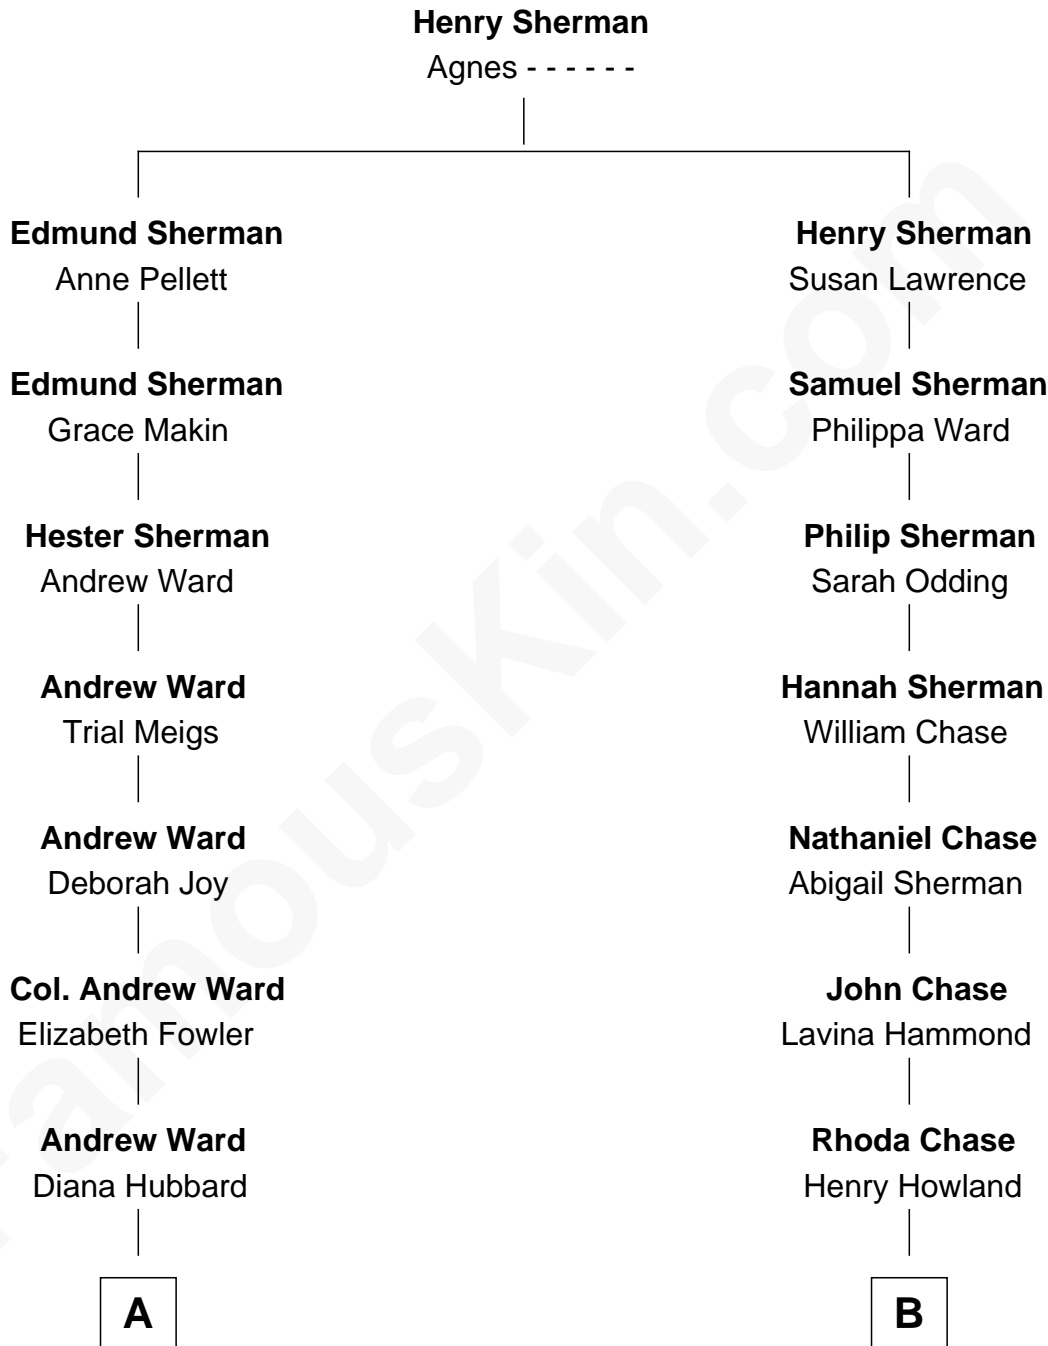 Henry Sherman
Agnes - - - - - -
Edmund Sherman
Anne Pellett
Edmund Sherman
Grace Makin
Hester Sherman
Andrew Ward
Andrew Ward
Trial Meigs
Andrew Ward
Deborah Joy
Col. Andrew Ward
Elizabeth Fowler
Andrew Ward
Diana Hubbard
A
Henry Sherman
Susan Lawrence
Samuel Sherman
Philippa Ward
Philip Sherman
Sarah Odding
Hannah Sherman
William Chase
Nathaniel Chase
Abigail Sherman
John Chase
Lavina Hammond
Rhoda Chase
Henry Howland
B
FamousKin.com